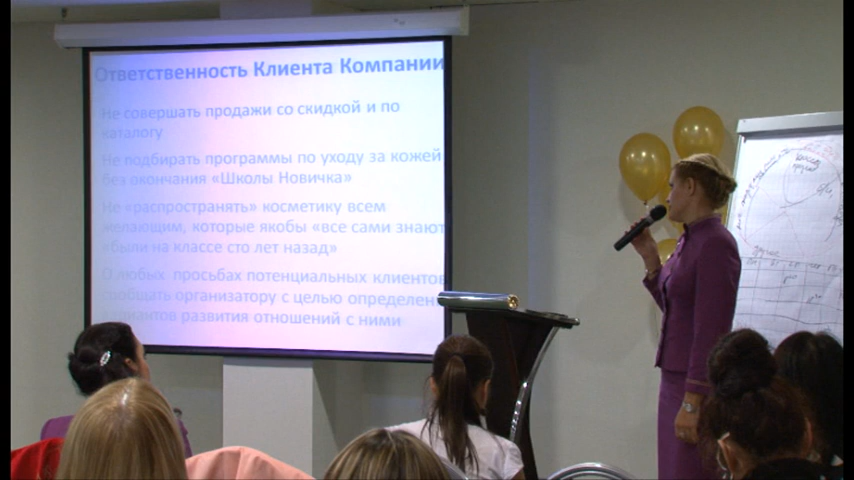 Ответственность Клиента Компании
Не совершать продажи со скидкой и по
каталогу
Не подбирать программы по уходу за кожей
без окончания «Школы Новичка»
Не «распространять» косметику всем
желающим, которые якобы «все сами знают
«были на классе сто лет назад»
О любых просьбах потенциальных клиентов
сообщать организатору с целью
вариантов развития отношений с ними